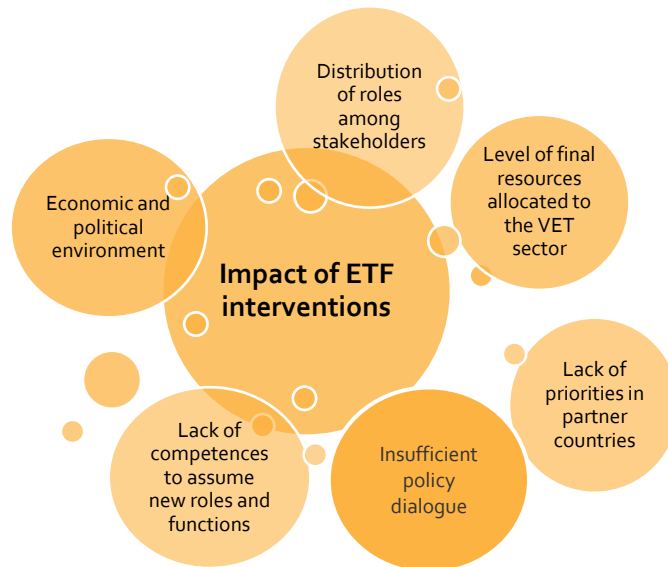 Distribution
of roles
among
stakeholders
Level of final
resources
allocated to
the VET
sector
Economic and
political
environment
Impact of ETF
interventions
Lack of
priorities in
partner
countries
Lack of
competences
to assume
new roles and
functions
Insufficient
policy
dialogue